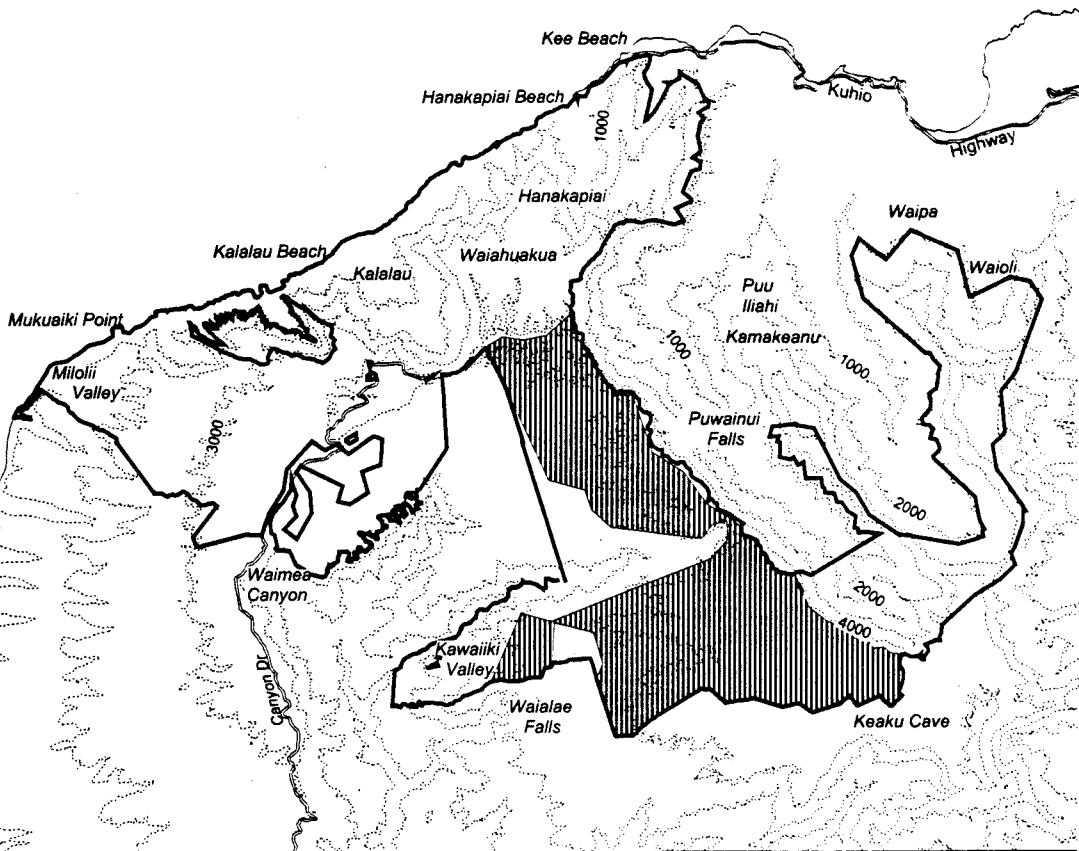 Kee Beach
Hanakapiai Beach
Kuhio
Highway
1000
Hanakapiai
Waipa
Kalalau Beach
Waiahuakua
Waioli
Kalalau
Puu
Iliahi
Mukuaiki Point
Kamakeanu
1000
1000
Milolii
Valley
3000
Puwainui
Falls
2000
Waimea
Canyon
2000
4000
Kawaiiki
Valley
Canyon Dr
Waialae
Falls
Keaku Cave